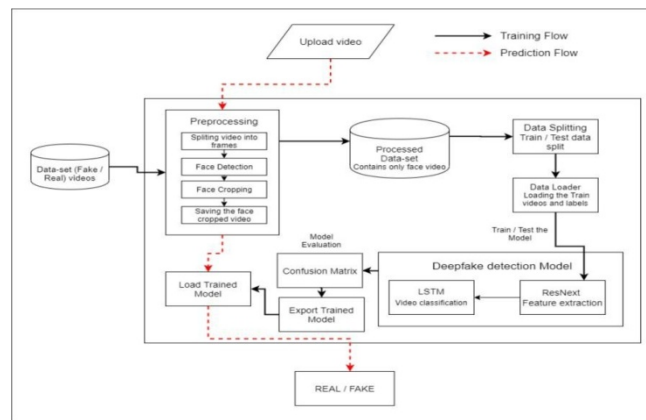 Upload video
Training Flow
Prediction Flow
Preprocessing
Spliting video into
frames
Face Detection
Face Cropping
Saving the face
cropped video
Data-set (Fake /
Real) videos
Processed
Data-set
Contains only face video
Data Splitting
Train / Test data
split
Data Loader
Loading the Train
videos and labels
Train / Test the
Model
Model
Evaluation
Confusion Matrix
Export Trained
Model
Load Trained
Model
Deepfake detection Model
LSTM
Video classification
ResNext
Feature extraction
REAL / FAKE